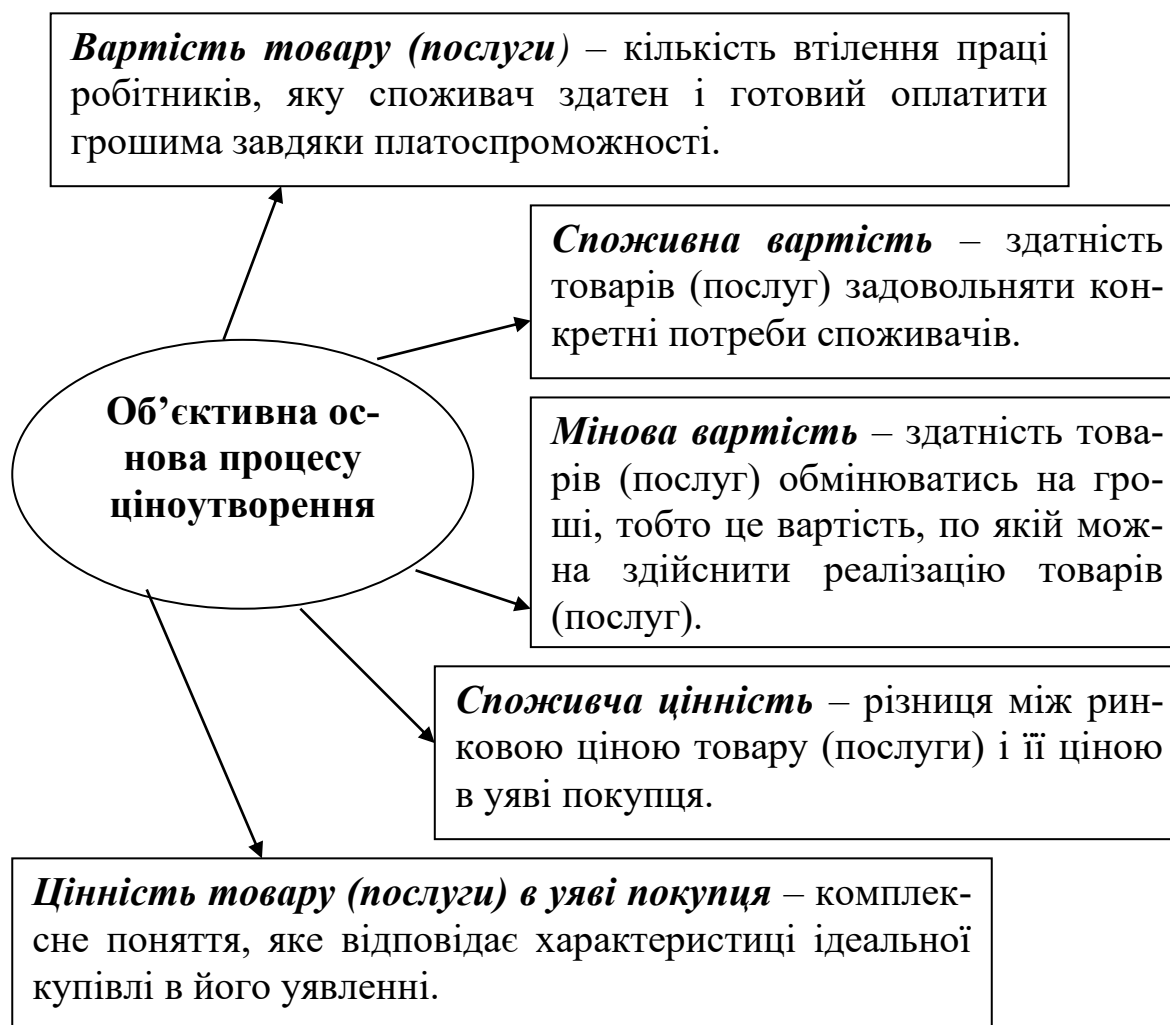 Вартість товару (послуги) – кількість втілення праці
робітників, яку споживач здатен і готовий оплатити
грошима завдяки платоспроможності.
Споживна вартість – здатність
товарів (послуг) задовольняти кон-
кретні потреби споживачів.
Об’єктивна ос-
нова процесу
ціноутворення
Мінова вартість – здатність това-
рів (послуг) обмінюватись на гро-
ші, тобто це вартість, по якій мож-
на здійснити реалізацію товарів
(послуг).
Споживча цінність – різниця між рин-
ковою ціною товару (послуги) і її ціною
в уяві покупця.
Цінність товару (послуги) в уяві покупця – комплек-
сне поняття, яке відповідає характеристиці ідеальної
купівлі в його уявленні.